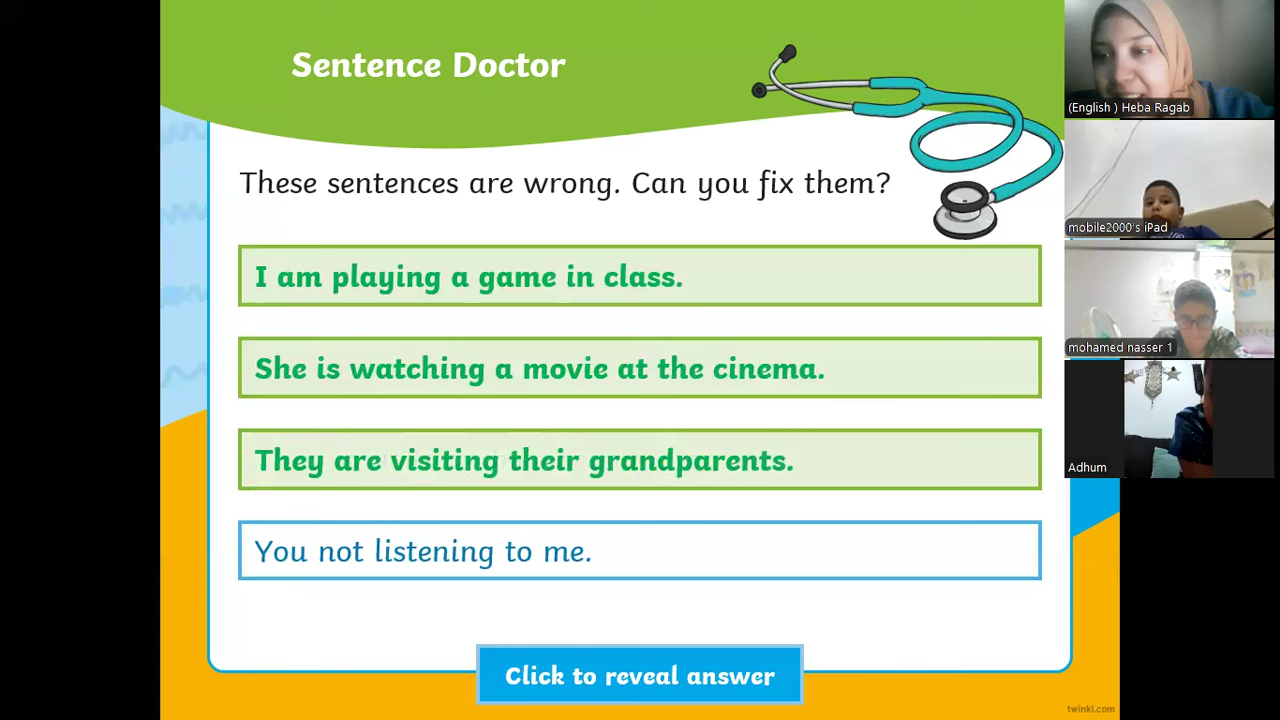 Sentence Doctor
These sentences are wrong. Can you fix them?
I am playing a game in class.
She is watching a movie at the cinema.
They are visiting their grandparents.
You not listening to me.
Click to reveal answer
twinkl.com
(English ) Heba Ragab
mobile2000's iPad
mohamed nasser 1
Adhum